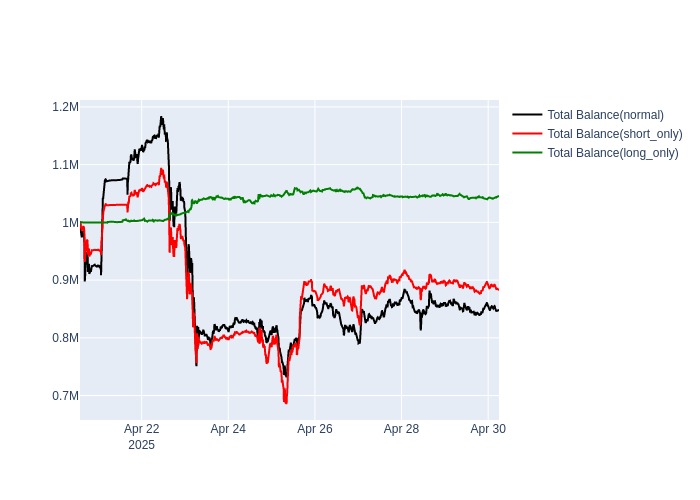 1.2M
1.1M
1M
0.9M
0.8M
0.7M
Apr 22
2025
Apr 24
Apr 26
Apr 28
Apr 30
Total Balance(normal)
Total Balance(short_only)
Total Balance(long_only)